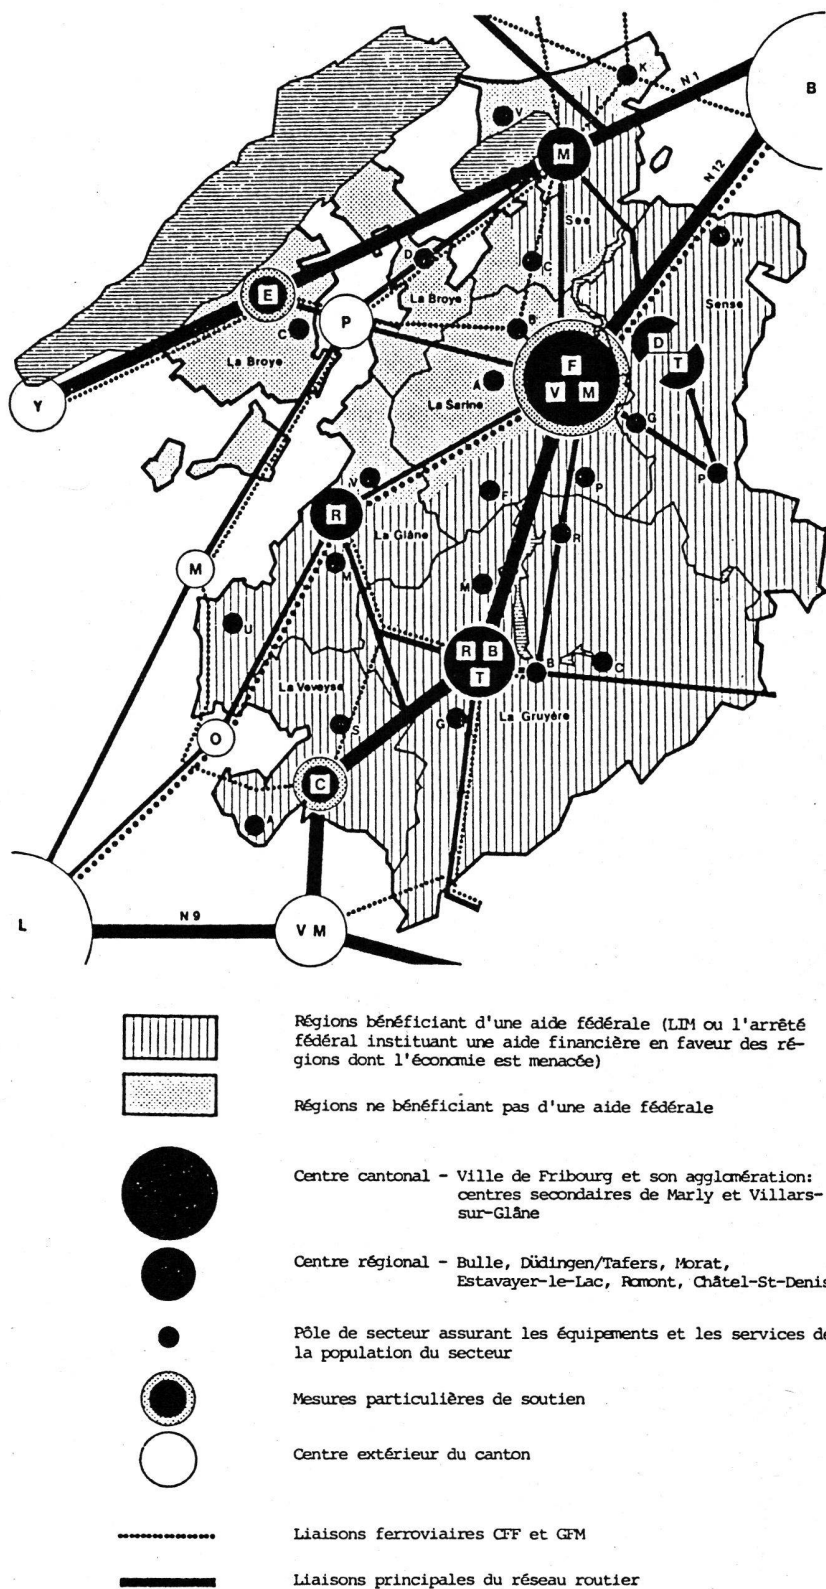 K
N 1
B
V
M
N 12
See
W
D
C
La Broye
Sense
E
B
P
D
C
F
T
La Broye
A
V M
Y
La Sarine
G
V
P
F
P
R
La Glâne
R
M
M
M
U
R B
B
C
La Veveyse
T
O
S
G
La Gruyère
C
A
L
N 9
V M
Régions bénéficiant d'une aide fédérale (LIM ou l'arrêté
fédéral instituant une aide financière en faveur des ré-
gions dont l'économie est menacée)
Régions ne bénéficiant pas d'une aide fédérale
Centre cantonal - Ville de Fribourg et son agglomération:
centres secondaires de Marly et Villars-
sur-Glâne
Centre régional - Bulle, Düdingen/Tafers, Morat,
Estavayer-le-Lac, Romont, Châtel-St-Denis
Pôle de secteur assurant les équipements et les services de
la population du secteur
Mesures particulières de soutien
Centre extérieur du canton
Liaisons ferroviaires CFF et GFM
Liaisons principales du réseau routier